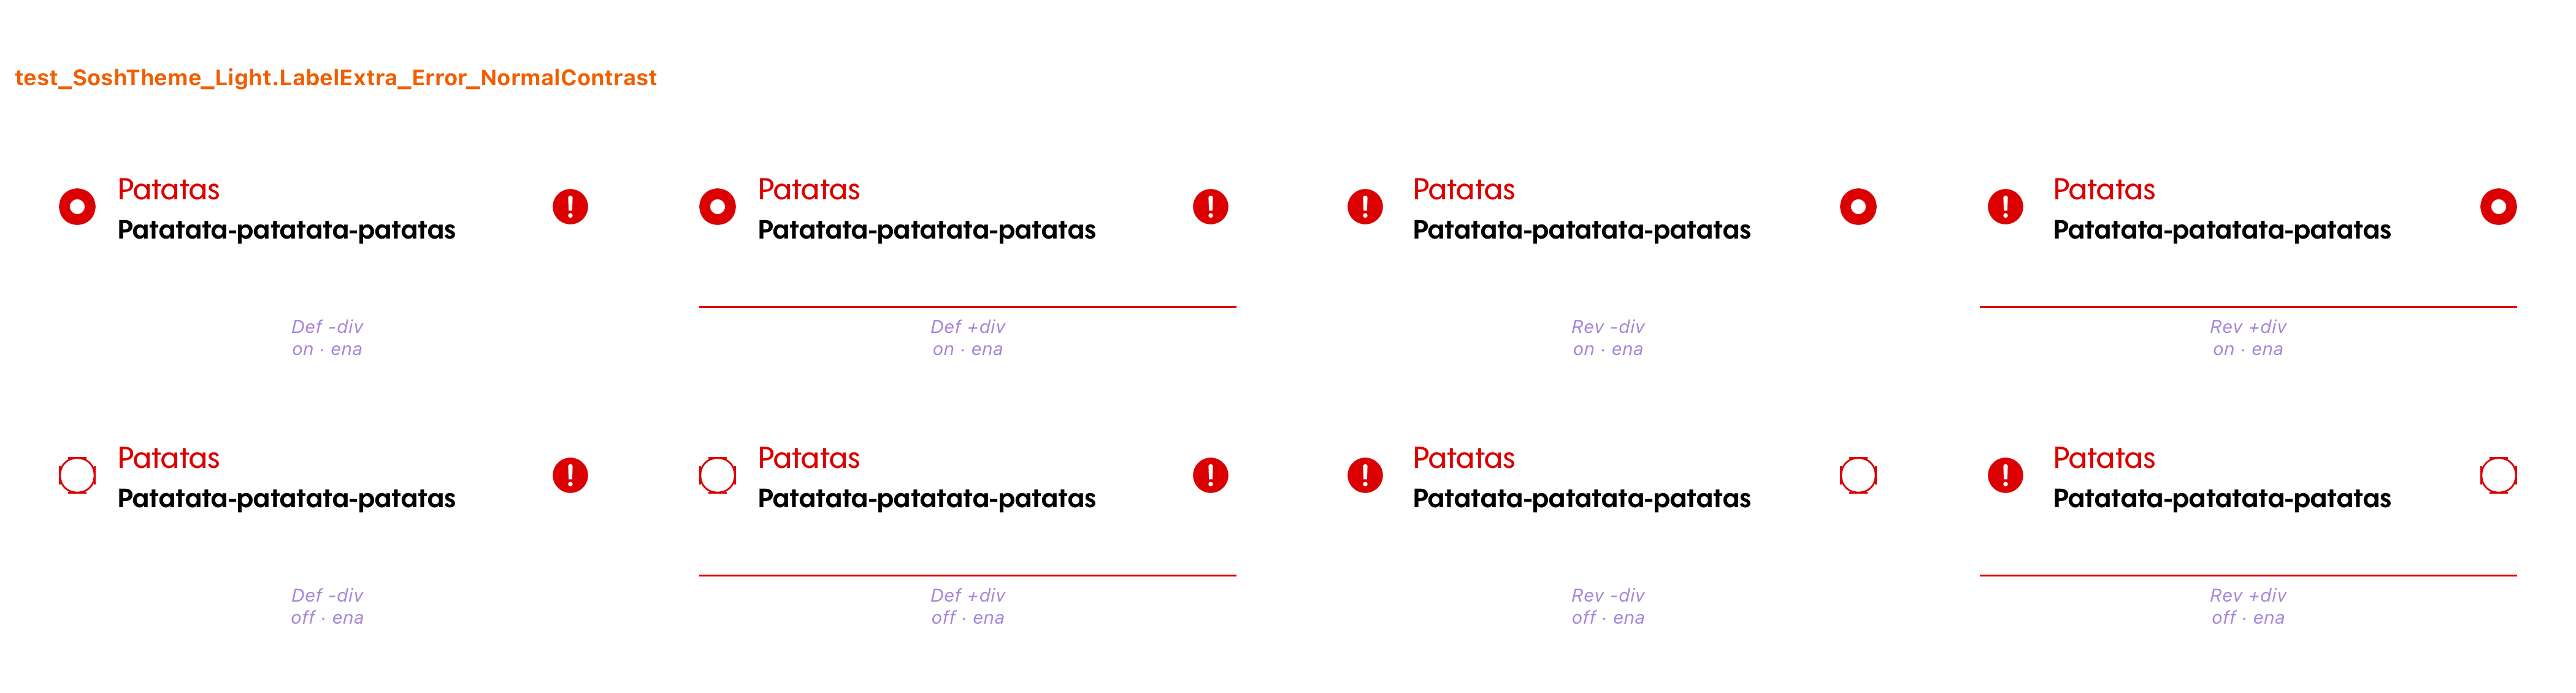 test_SoshTheme_Light.LabelExtra_Error_NormalContrast
Patatas
Patatata-patatata-patatas
Def -div
on · ena
Patatas
Patatata-patatata-patatas
Def +div
on · ena
Patatas
Patatata-patatata-patatas
Rev -div
on · ena
Patatas
Patatata-patatata-patatas
Rev +div
on · ena
Patatas
Patatata-patatata-patatas
Def -div
off · ena
Patatas
Patatata-patatata-patatas
Def +div
off · ena
Patatas
Patatata-patatata-patatas
Rev -div
off · ena
Patatas
Patatata-patatata-patatas
Rev +div
off · ena